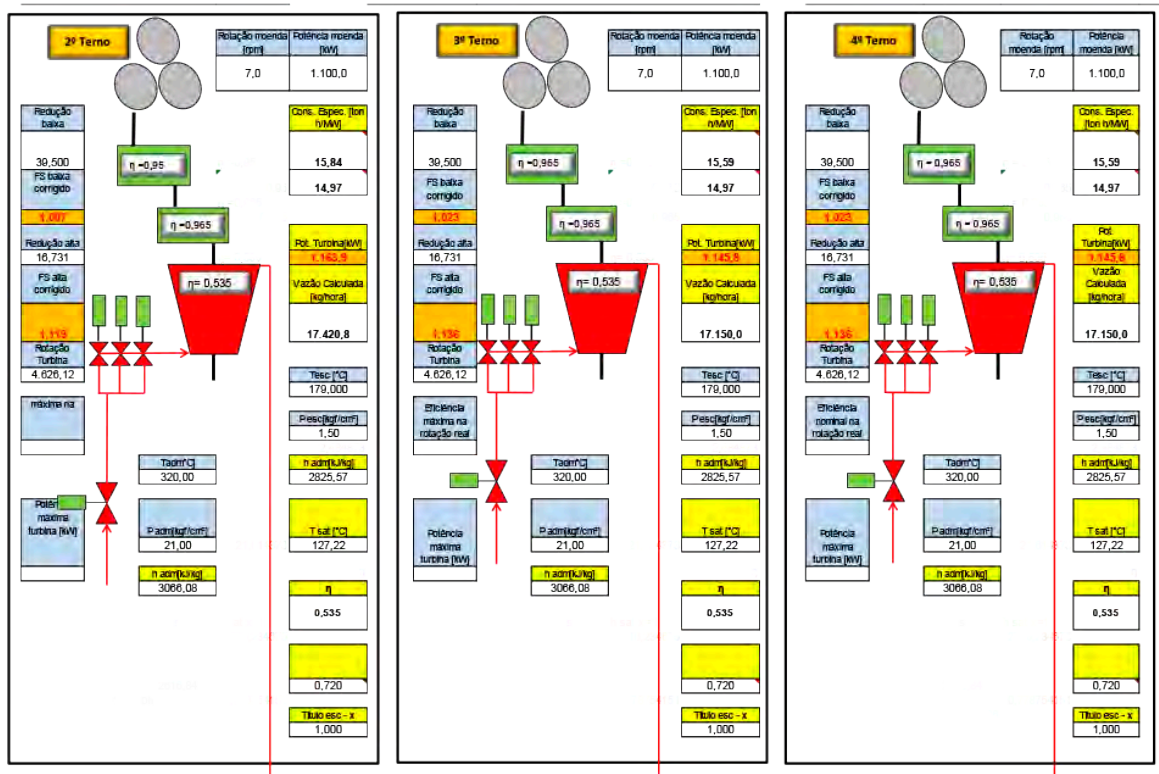 2º Terno
Rotação moenda
[rpm]
Potência moenda
[kW]
7,0
1.100,0
Redução
baixa
Cons. Espec. [ton
h/MW]
39,500
η =0,95
15,84
FS baixa
corrigido
14,97
1.007
η =0,965
Redução alta
Pot. Turbina[kW]
16,731
1.163,9
FS alta
corrigido
η= 0,535
Vazão Calculada
[kg/hora]
1.119
17.420,8
Rotação
Turbina
4.626,12
Tesc [°C]
179,000
máxima na
Pesc[kgf/cm²]
1,50
Tadm°C]
h adm[kJ/kg]
320,00
2825,57
máxima
turbina [kW]
P adm[kgf/cm²]
T sat [°C]
21,00
127,22
h adm[kJ/kg]
3066,08
η
0,535
0,720
Título esc - x
1,000
3º Terno
Rotação moenda
[rpm]
Potência moenda
[kW]
7,0
1.100,0
Redução
baixa
Cons. Espec. [ton
h/MW]
39,500
η =0,965
15,59
FS baixa
corrigido
14,97
1.023
η =0,965
Redução alta
Pot. Turbina[kW]
16,731
1.145,8
FS alta
corrigido
η= 0,535
Vazão Calculada
[kg/hora]
1.136
17.150,0
Rotação
Turbina
4.626,12
Tesc [°C]
179,000
Eficiência
máxima na
rotação real
Pesc[kgf/cm²]
1,50
Tadm°C]
h adm[kJ/kg]
320,00
2825,57
Potência
máxima
turbina [kW]
P adm[kgf/cm²]
T sat [°C]
21,00
127,22
h adm[kJ/kg]
3066,08
η
0,535
0,720
Título esc - x
1,000
4º Terno
Rotação
moenda [rpm]
Potência
moenda [kW]
7,0
1.100,0
Redução
baixa
Cons. Espec.
[ton h/MW]
39,500
η =0,965
15,59
FS baixa
corrigido
14,97
1.023
η =0,965
Redução alta
Pot.
Turbina[kW]
16,731
1.145,8
FS alta
corrigido
η= 0,535
Vazão
Calculada
[kg/hora]
1.136
17.150,0
Rotação
Turbina
4.626,12
Tesc [°C]
179,000
Eficiência
nominal na
rotação real
Pesc[kgf/cm²]
1,50
Tadm°C]
h adm[kJ/kg]
320,00
2825,57
Potência
máxima
turbina [kW]
P adm[kgf/cm²]
T sat [°C]
21,00
127,22
h adm[kJ/kg]
3066,08
η
0,535
0,720
Título esc - x
1,000